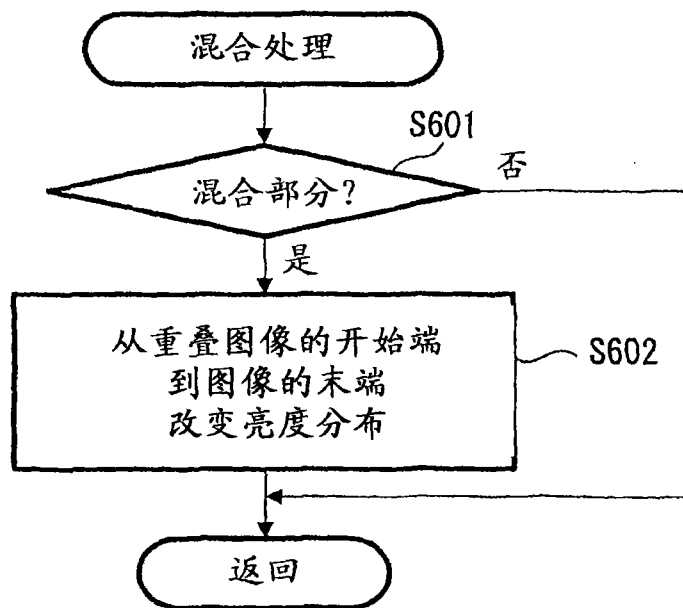 混合处理
S601
混合部分?
否
是
从重叠图像的开始端
到图像的末端
改变亮度分布
S602
返回